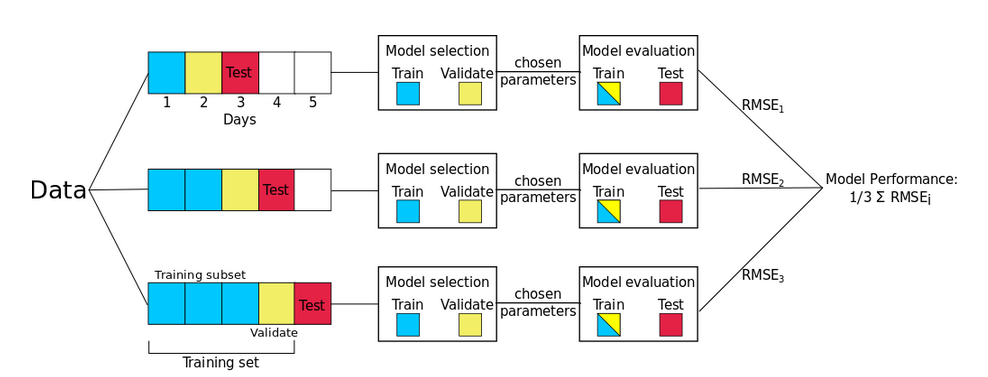 Data
Test
1 2 3 4 5
Days
Model selection
Train Validate
chosen
parameters
Model evaluation
Train Test
RMSE1
Test
Model selection
Train Validate
chosen
parameters
Model evaluation
Train Test
RMSE2
Training subset
Test
Validate
Training set
Model selection
Train Validate
chosen
parameters
Model evaluation
Train Test
RMSE3
Model Performance:
1/3 Σ RMSEi